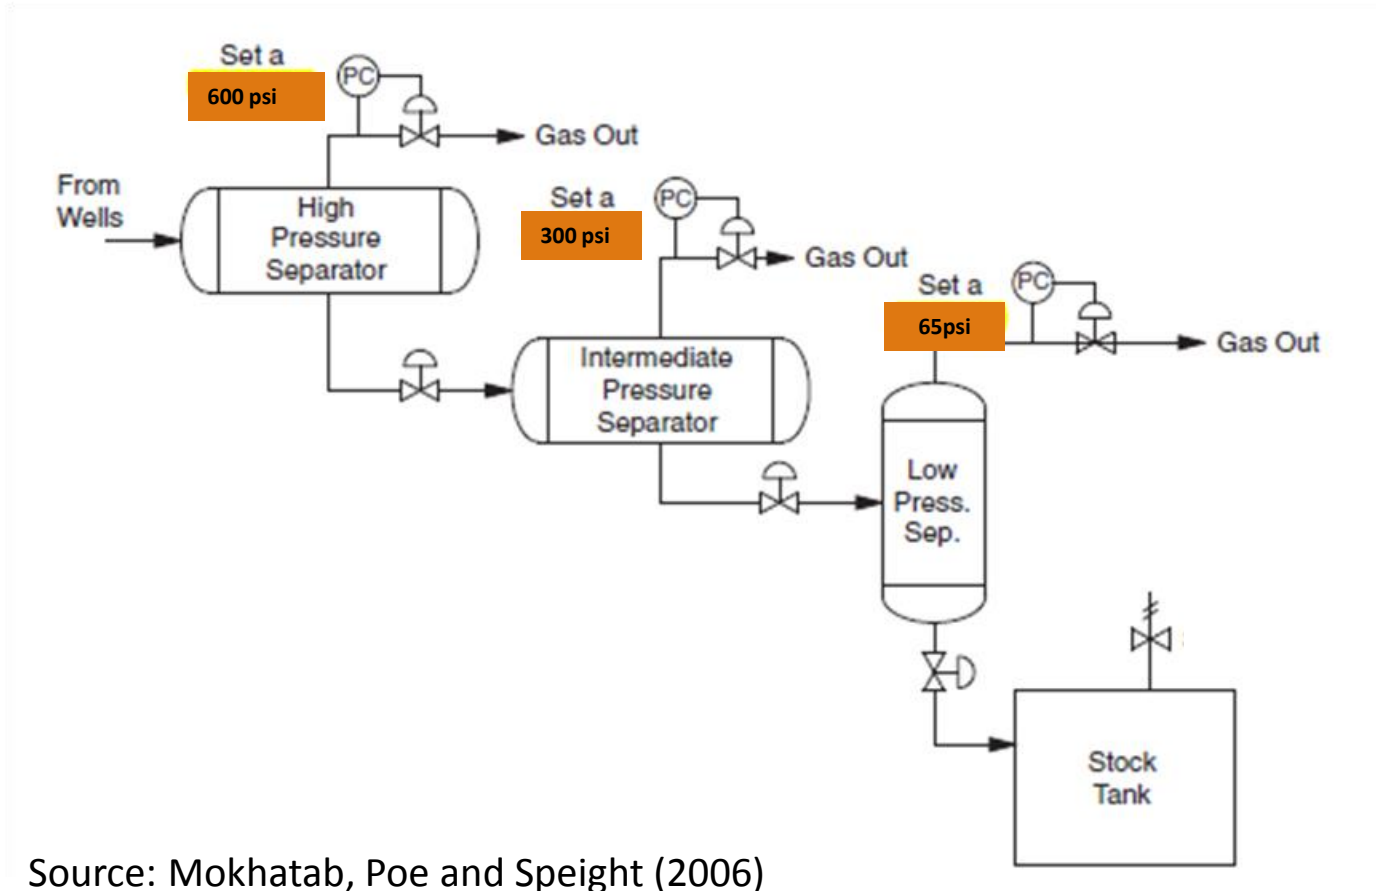 Set a
600 psi
PC
Gas Out
From
Wells
High
Pressure
Separator
Set a
300 psi
PC
Gas Out
Set a
65psi
PC
Gas Out
Intermediate
Pressure
Separator
Low
Press.
Sep.
Stock
Tank
Source: Mokhatab, Poe and Speight (2006)